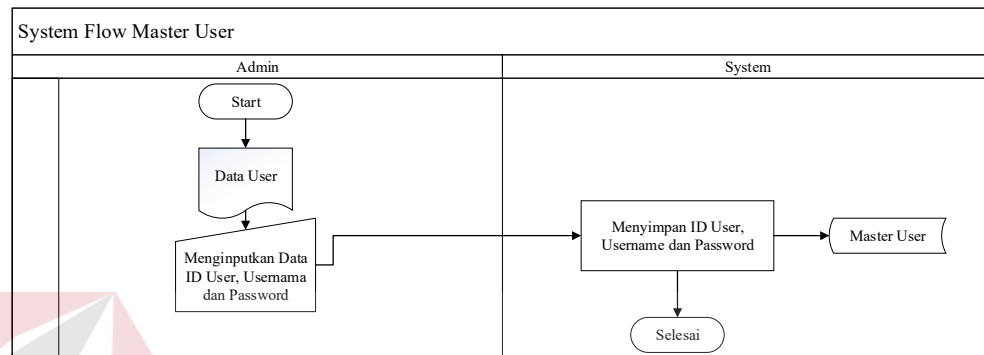 System Flow Master User
Admin
System
Start
Data User
Menginputkan Data
ID User, Usernama
dan Password
Menyimpan ID User,
Username dan Password
Master User
Selesai